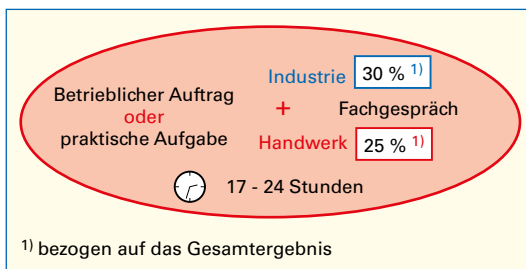 Industrie 30 % 1)
Betrieblicher Auftrag
oder
praktische Aufgabe
+ Fachgespräch
Handwerk 25 % 1)
17 - 24 Stunden
1) bezogen auf das Gesamtergebnis